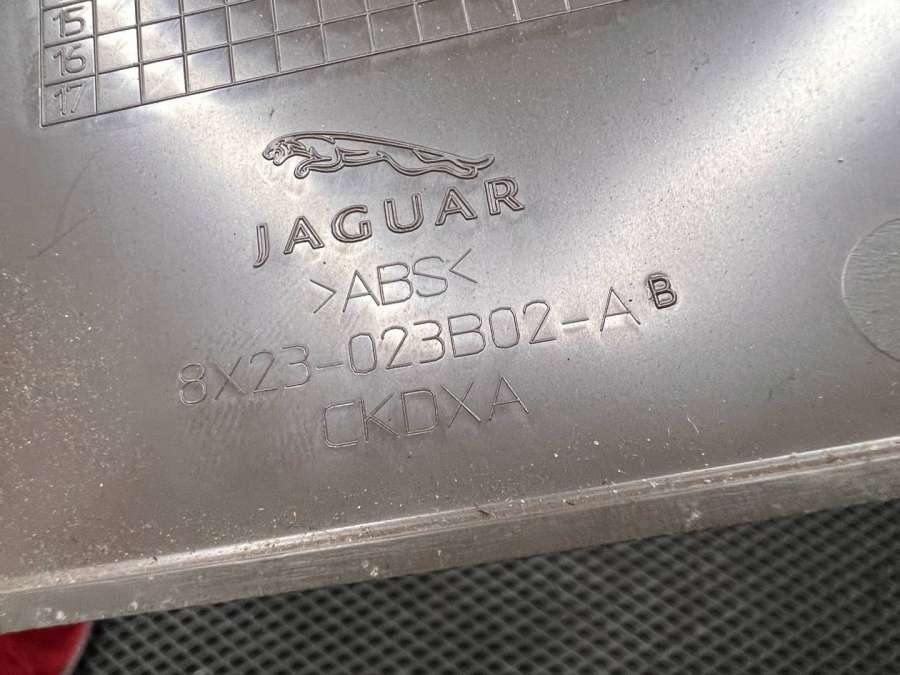 15
16
17
JAGUAR
>ABS<
8X23-023B02-AB
CKDXA